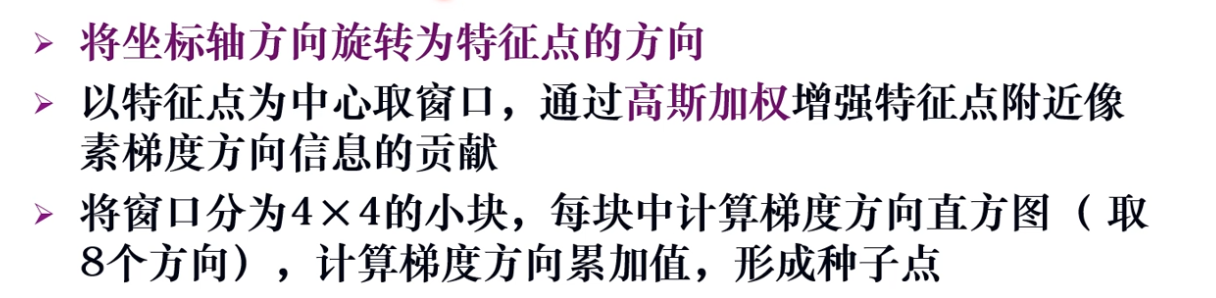 ➢ 将坐标轴方向旋转为特征点的方向
➢ 以特征点为中心取窗口，通过高斯加权增强特征点附近像
素梯度方向信息的贡献
➢ 将窗口分为4×4的小块，每块中计算梯度方向直方图（ 取
8个方向），计算梯度方向累加值，形成种子点